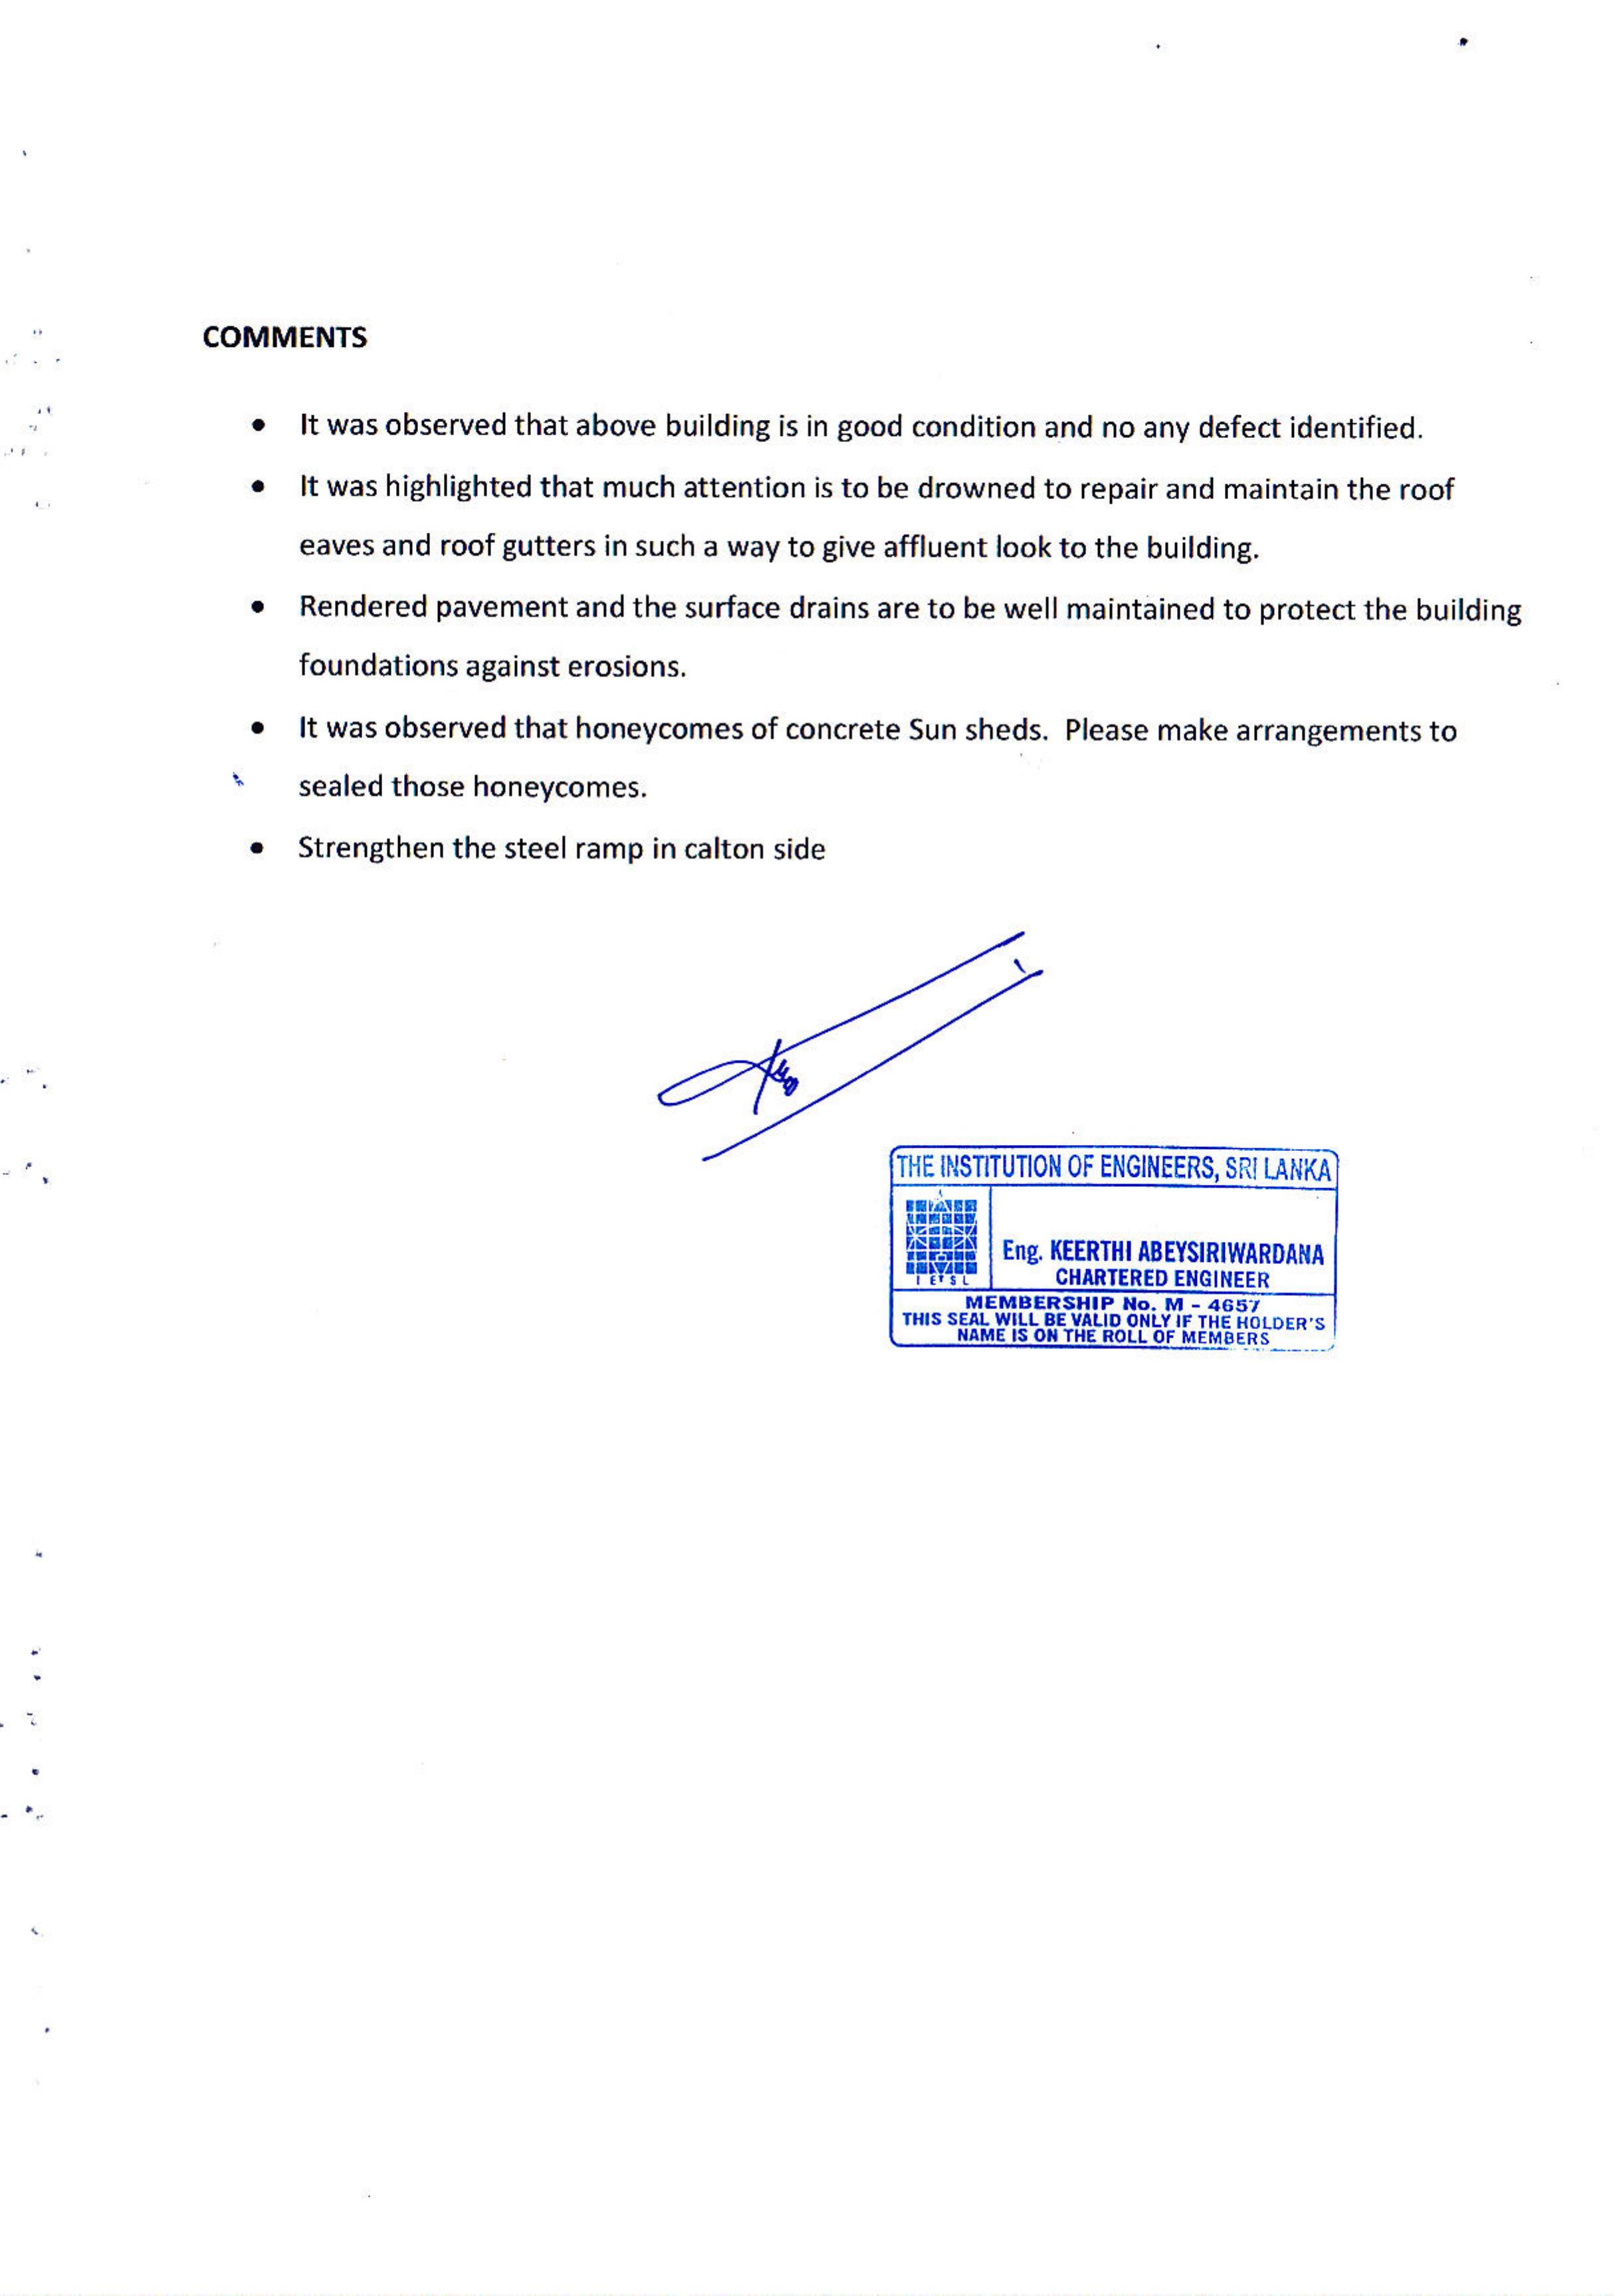 COMMENTS
• It was observed that above building is in good condition and no any defect identified.
• It was highlighted that much attention is to be drowned to repair and maintain the roof
eaves and roof gutters in such a way to give affluent look to the building.
• Rendered pavement and the surface drains are to be well maintained to protect the building
foundations against erosions.
• It was observed that honeycomes of concrete Sun sheds. Please make arrangements to
sealed those honeycomes.
• Strengthen the steel ramp in calton side
THE INSTITUTION OF ENGINEERS, SRI LANKA
I E S L
Eng. KEERTHI ABEYSIRIWARDANA
CHARTERED ENGINEER
MEMBERSHIP No. M - 4657
THIS SEAL WILL BE VALID ONLY IF THE HOLDER'S
NAME IS ON THE ROLL OF MEMBERS